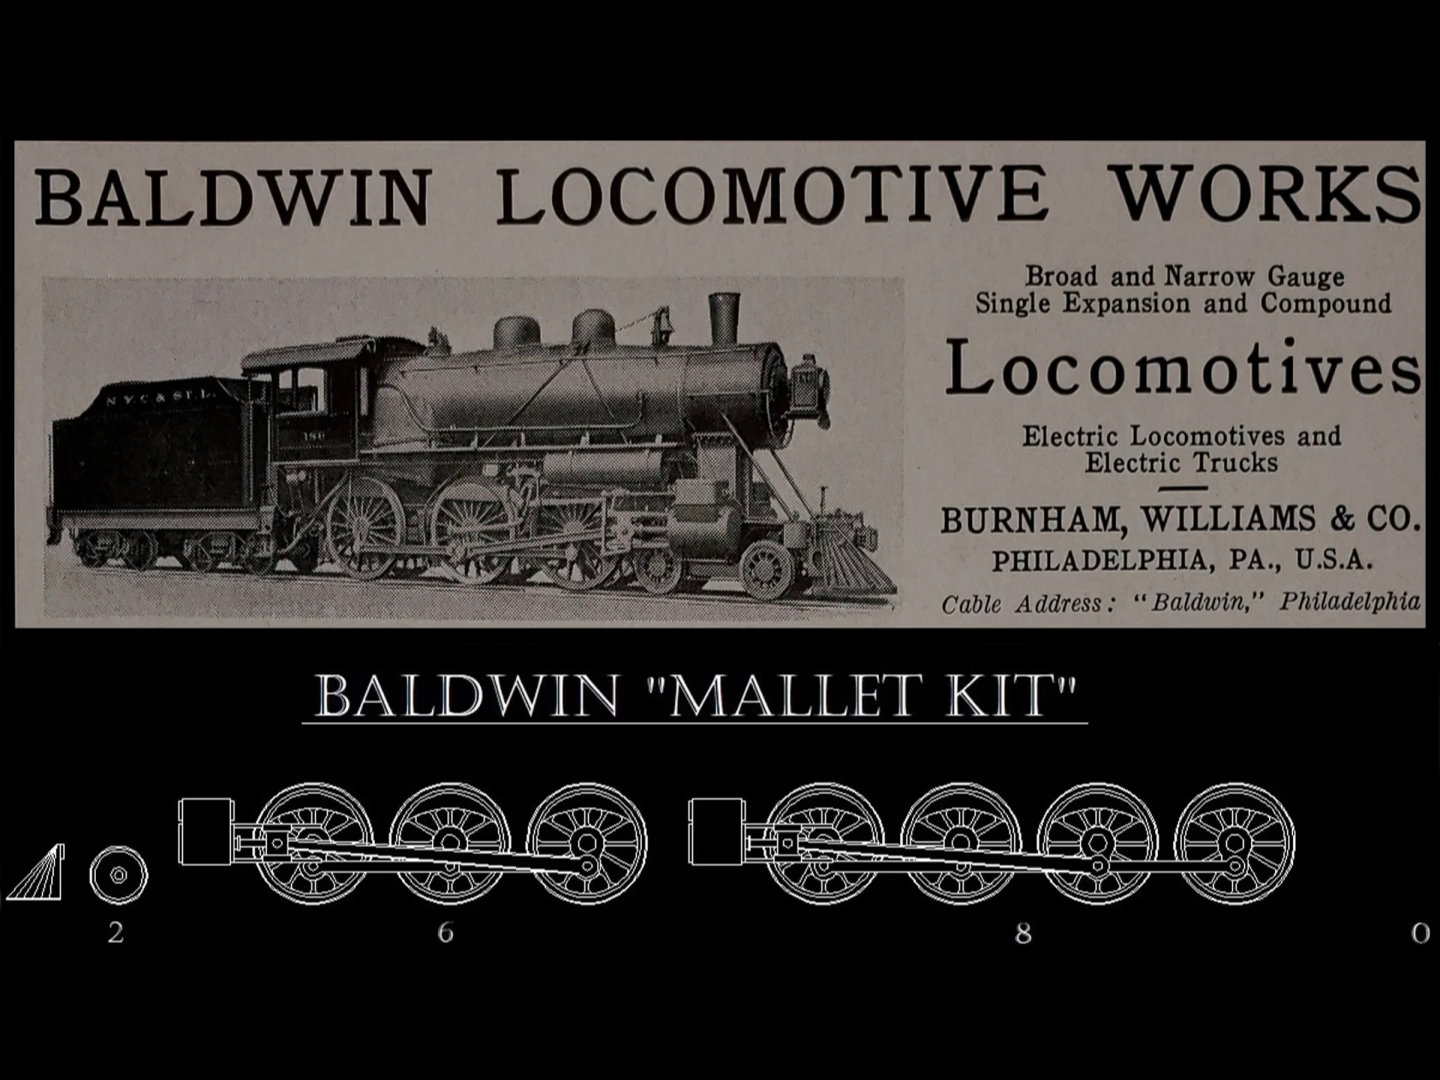 BALDWIN LOCOMOTIVE WORKS
Broad and Narrow Gauge
Single Expansion and Compound
Locomotives
Electric Locomotives and
Electric Trucks
BURNHAM, WILLIAMS & CO.
PHILADELPHIA, PA., U.S.A.
Cable Address: "Baldwin," Philadelphia
N.Y.C. & ST. L.
BALDWIN "MALLET KIT"
2 6 8 0